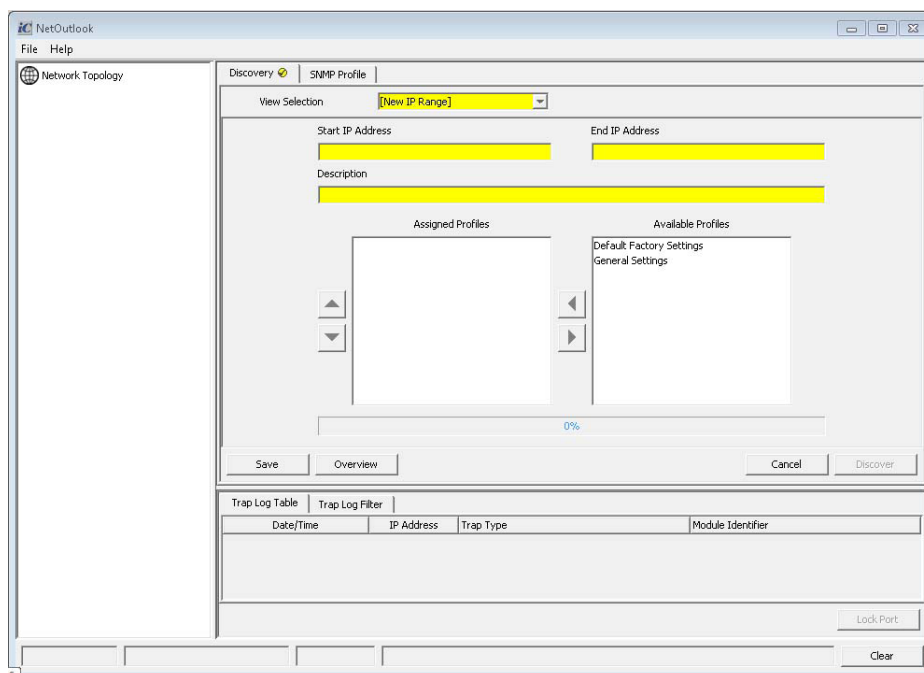 iC NetOutlook
File Help
Network Topology
Discovery SNMP Profile
View Selection [New IP Range]
Start IP Address End IP Address
Description
Assigned Profiles Available Profiles
Default Factory Settings
General Settings
0%
Save Overview Cancel Discover
Trap Log Table Trap Log Filter
Date/Time IP Address Trap Type Module Identifier
Lock Port
Clear